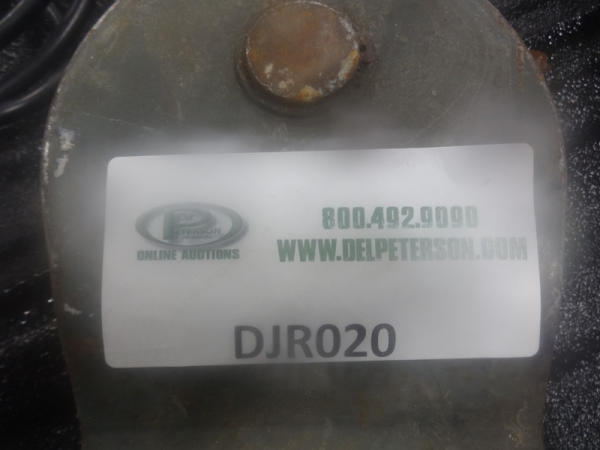 PETERSON
ONLINE AUCTIONS
800.492.9090
WWW.DELPETERSON.COM
DJR020